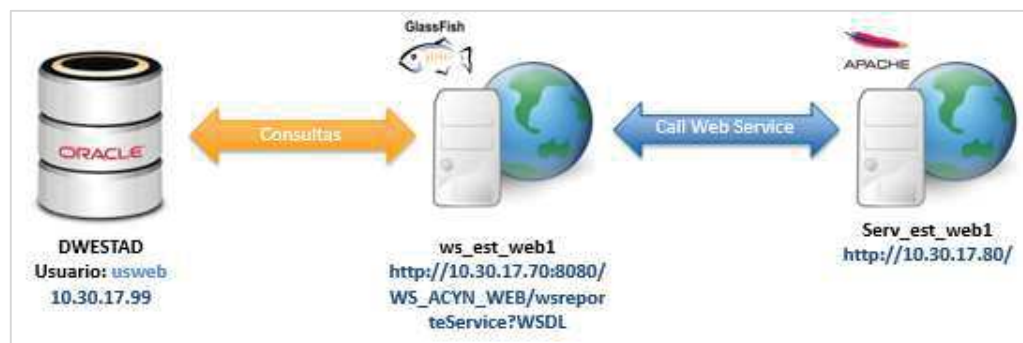 GlassFish
APACHE
ORACLE
Consultas
Call Web Service
DWESTAD
Usuario: usweb
10.30.17.99
ws_est_web1
http://10.30.17.70:8080/
WS_ACYN_WEB/wsrepor
teService?WSDL
Serv_est_web1
http://10.30.17.80/